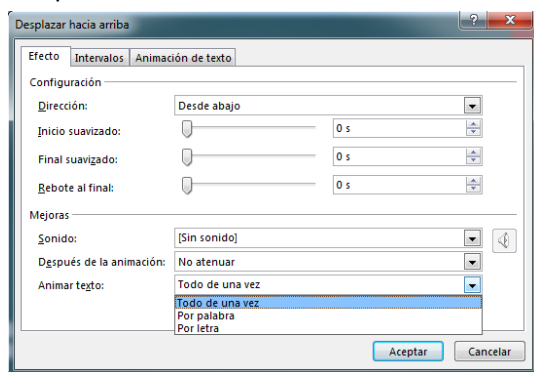 Desplazar hacia arriba
Efecto Intervalos Animación de texto
Configuración
Dirección: Desde abajo
Inicio suavizado: 0 s
Final suavizado: 0 s
Rebote al final: 0 s
Mejoras
Sonido: [Sin sonido]
Después de la animación: No atenuar
Animar texto: Todo de una vez
Todo de una vez
Por palabra
Por letra
Aceptar Cancelar